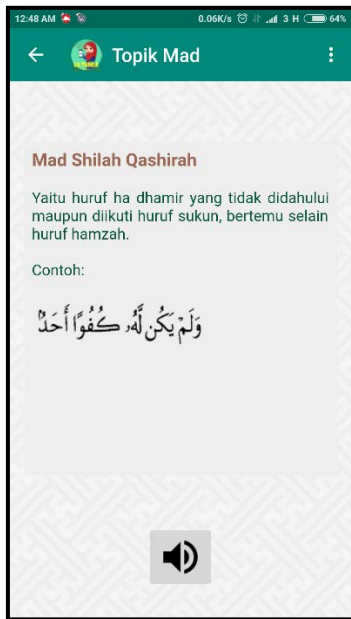 12:48 AM 0.06K/s 3 H 64%
Topik Mad
Mad Shilah Qashirah
Yaitu huruf ha dhamir yang tidak didahului
maupun diikuti huruf sukun, bertemu selain
huruf hamzah.
Contoh:
وَلَمْ يَكُن لَّهُۥ كُفُوًا أَحَدٌۢ